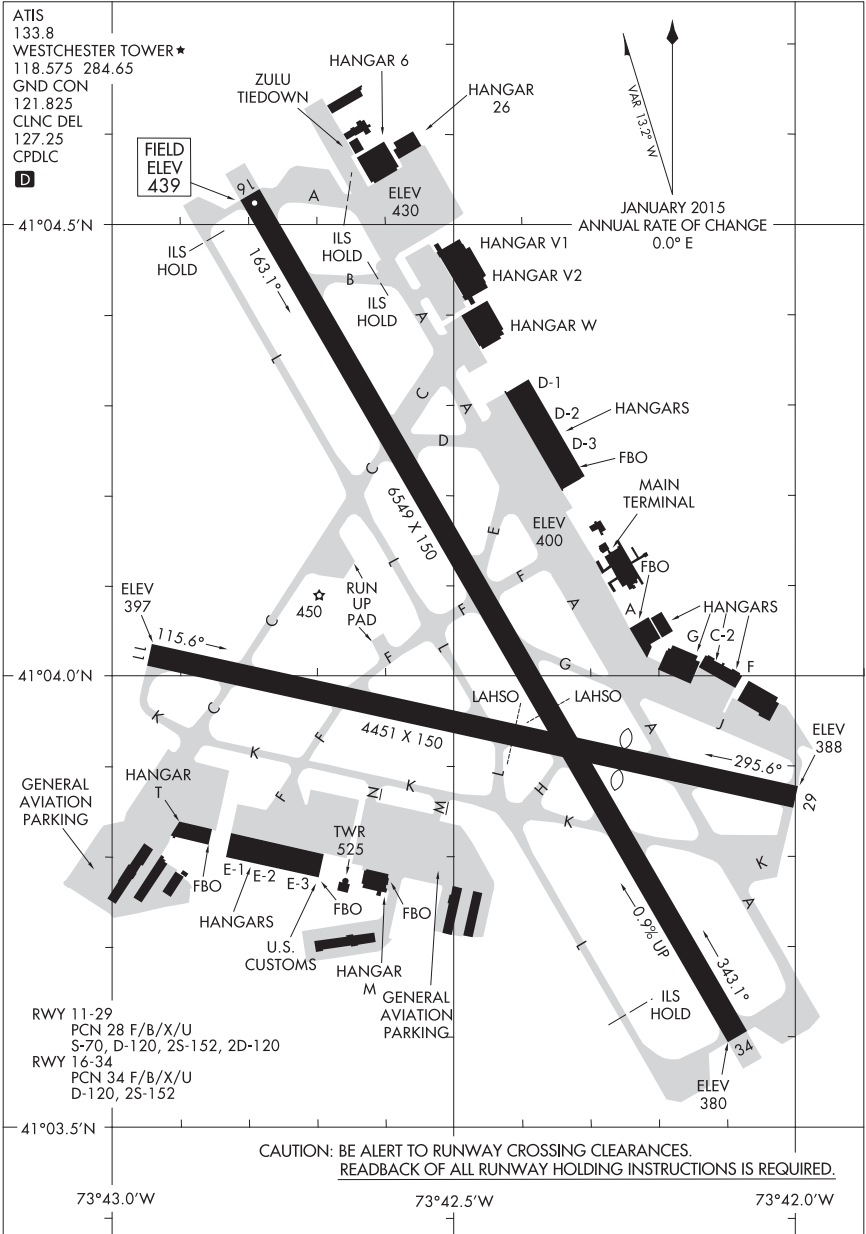 ATIS
133.8
WESTCHESTER TOWER★
118.575 284.65
GND CON
121.825
CLNC DEL
127.25
CPDLC
D
FIELD
ELEV
439
ZULU
TIEDOWN
HANGAR 6
HANGAR
26
VAR 13.2° W
JANUARY 2015
ANNUAL RATE OF CHANGE
0.0° E
16
A
ELEV
430
41°04.5'N
ILS
HOLD
ILS
HOLD
163.1°
B
ILS
HOLD
A
HANGAR V1
HANGAR V2
HANGAR W
L
C
A
D
C
D-1
D-2
D-3
HANGARS
FBO
6549 X 150
E
ELEV
400
MAIN
TERMINAL
FBO
L
F
A
A
HANGARS
G
C-2
F
ELEV
397
450
RUN
UP
PAD
C
F
L
F
G
115.6°
11
41°04.0'N
LAHSO
LAHSO
A
J
ELEV
388
K
C
F
4451 X 150
295.6°
29
K
F
N
K
M
L
H
K
K
A
GENERAL
AVIATION
PARKING
HANGAR
T
TWR
525
FBO
E-1
E-2
E-3
HANGARS
U.S.
CUSTOMS
FBO
FBO
HANGAR
M
GENERAL
AVIATION
PARKING
L
0.9% UP
343.1°
ILS
HOLD
34
ELEV
380
RWY 11-29
PCN 28 F/B/X/U
S-70, D-120, 2S-152, 2D-120
RWY 16-34
PCN 34 F/B/X/U
D-120, 2S-152
41°03.5'N
CAUTION: BE ALERT TO RUNWAY CROSSING CLEARANCES.
READBACK OF ALL RUNWAY HOLDING INSTRUCTIONS IS REQUIRED.
73°43.0'W
73°42.5'W
73°42.0'W